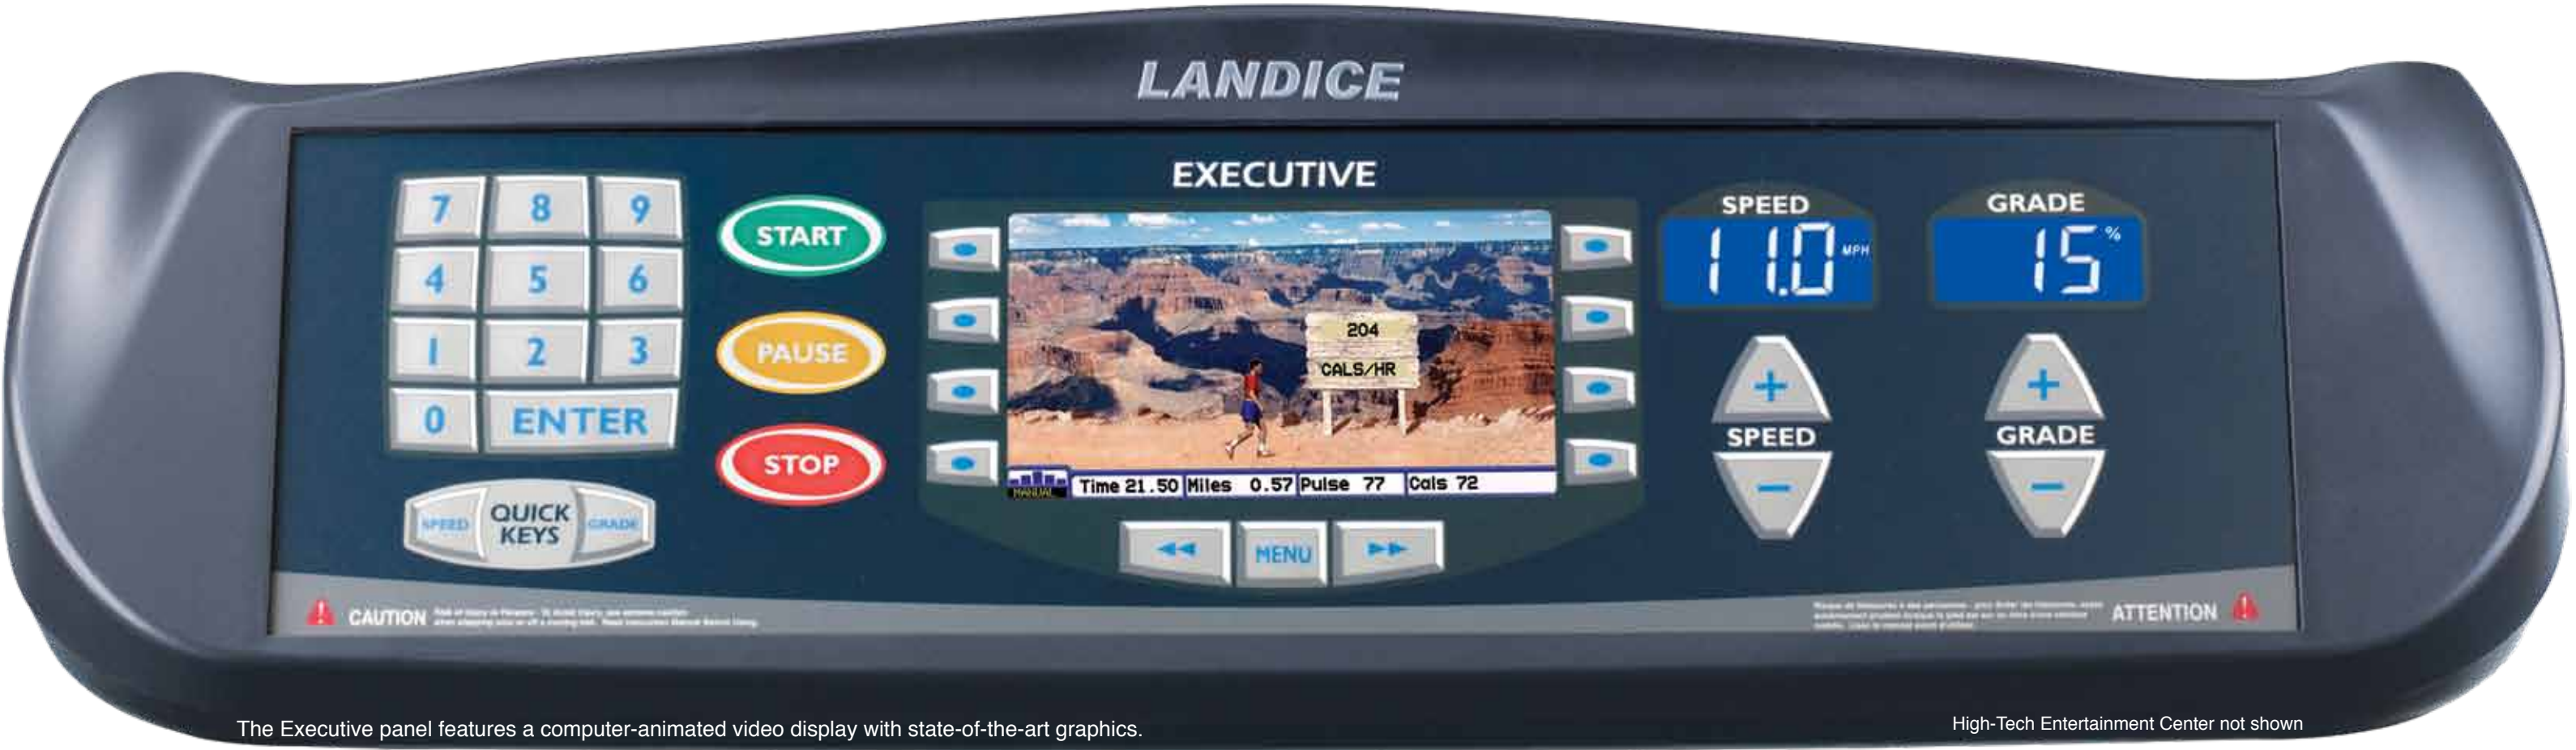 LANDICE
EXECUTIVE
7 8 9
4 5 6
1 2 3
0 ENTER
SPEED QUICK KEYS GRADE
START
PAUSE
STOP
204
CALS/HR
MANUAL Time 21.50 Miles 0.57 Pulse 77 Cals 72
MENU
SPEED
11.0 MPH
+
SPEED
−
GRADE
15 %
+
GRADE
−
! CAUTION
ATTENTION !
The Executive panel features a computer-animated video display with state-of-the-art graphics.
High-Tech Entertainment Center not shown